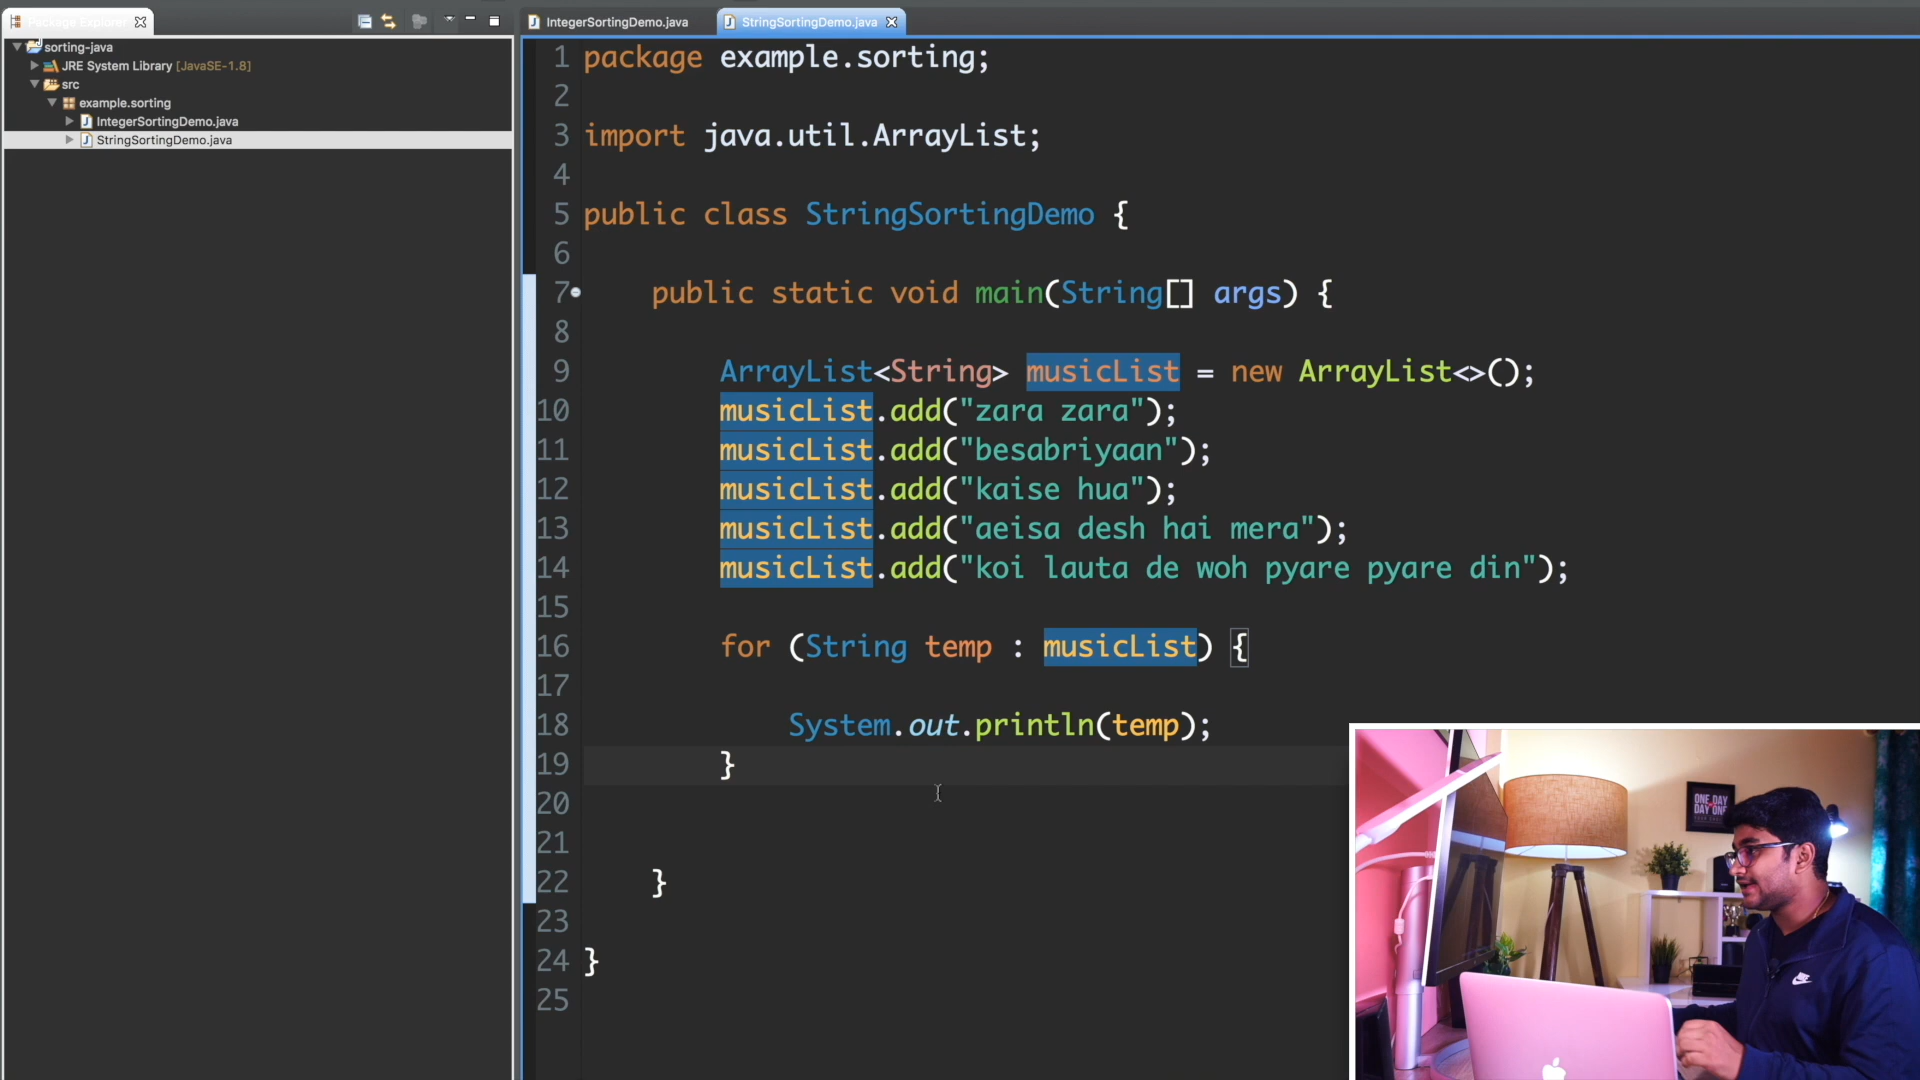 Package Explorer
IntegerSortingDemo.java
StringSortingDemo.java
sorting-java
JRE System Library [JavaSE-1.8]
src
example.sorting
IntegerSortingDemo.java
StringSortingDemo.java
1 package example.sorting;
2
3 import java.util.ArrayList;
4
5 public class StringSortingDemo {
6
7 public static void main(String[] args) {
8
9 ArrayList<String> musicList = new ArrayList<>();
10 musicList.add("zara zara");
11 musicList.add("besabriyaan");
12 musicList.add("kaise hua");
13 musicList.add("aeisa desh hai mera");
14 musicList.add("koi lauta de woh pyare pyare din");
15
16 for (String temp : musicList) {
17
18 System.out.println(temp);
19 }
20
21
22 }
23
24 }
25
ONE DAY
DAY ONE